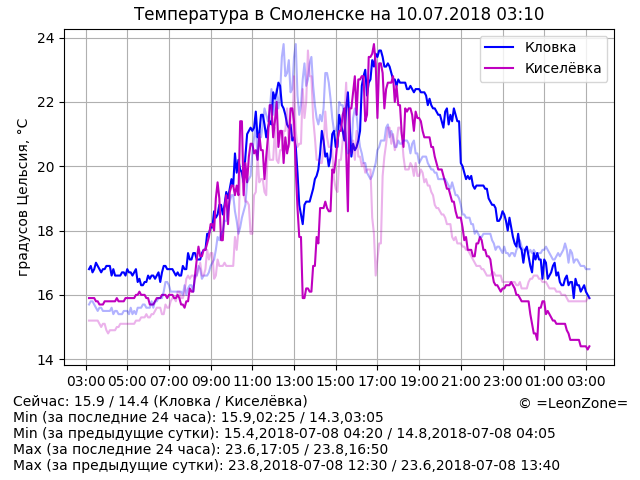 Температура в Смоленске на 10.07.2018 03:10
градусов Цельсия, °C
24
22
20
18
16
14
Кловка
Киселёвка
03:00 05:00 07:00 09:00 11:00 13:00 15:00 17:00 19:00 21:00 23:00 01:00 03:00
Сейчас: 15.9 / 14.4 (Кловка / Киселёвка)
© =LeonZone=
Min (за последние 24 часа): 15.9,02:25 / 14.3,03:05
Min (за предыдущие сутки): 15.4,2018-07-08 04:20 / 14.8,2018-07-08 04:05
Max (за последние 24 часа): 23.6,17:05 / 23.8,16:50
Max (за предыдущие сутки): 23.8,2018-07-08 12:30 / 23.6,2018-07-08 13:40